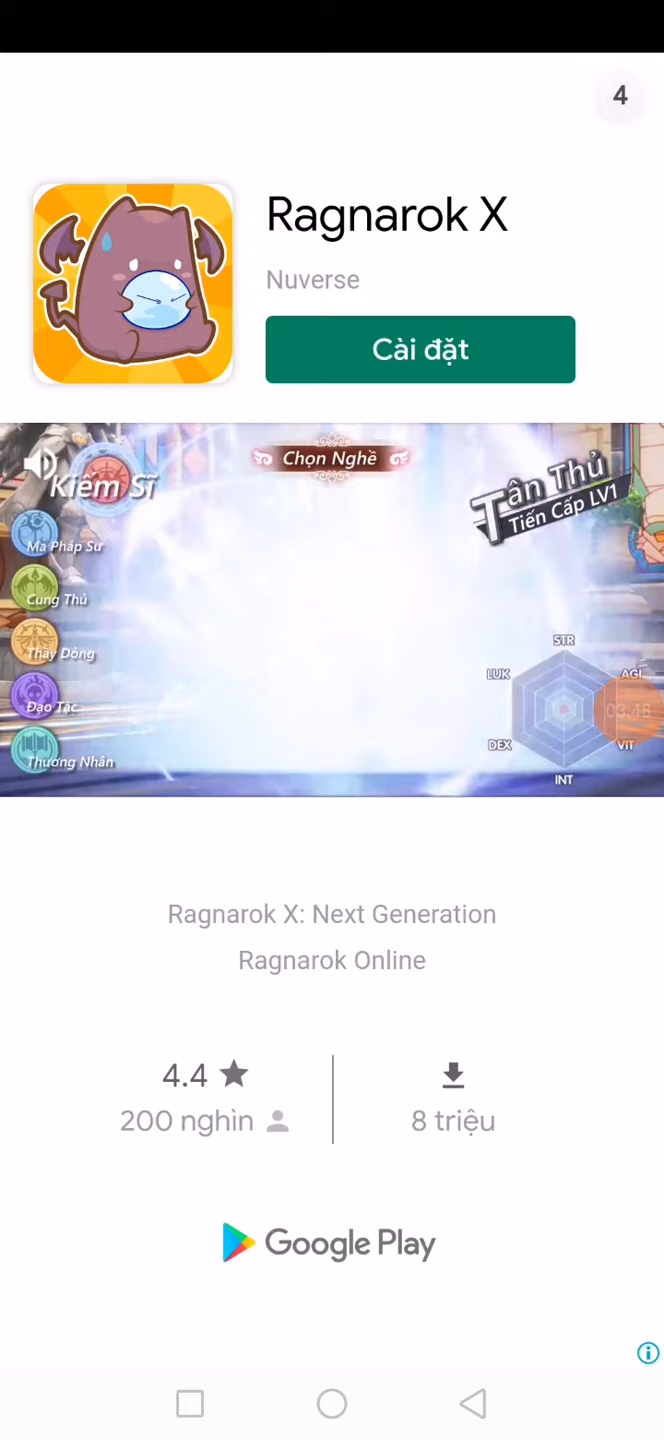 4
Ragnarok X
Nuverse
Cài đặt
Chọn Nghề
Kiếm Sĩ
Tân Thủ
Tiến Cấp LV1
Ma Pháp Sư
Cung Thủ
Thầy Dòng
Đạo Tặc
Thương Nhân
STR
LUK
AGI
03:48
DEX
VIT
INT
Ragnarok X: Next Generation
Ragnarok Online
4.4
200 nghìn
8 triệu
Google Play